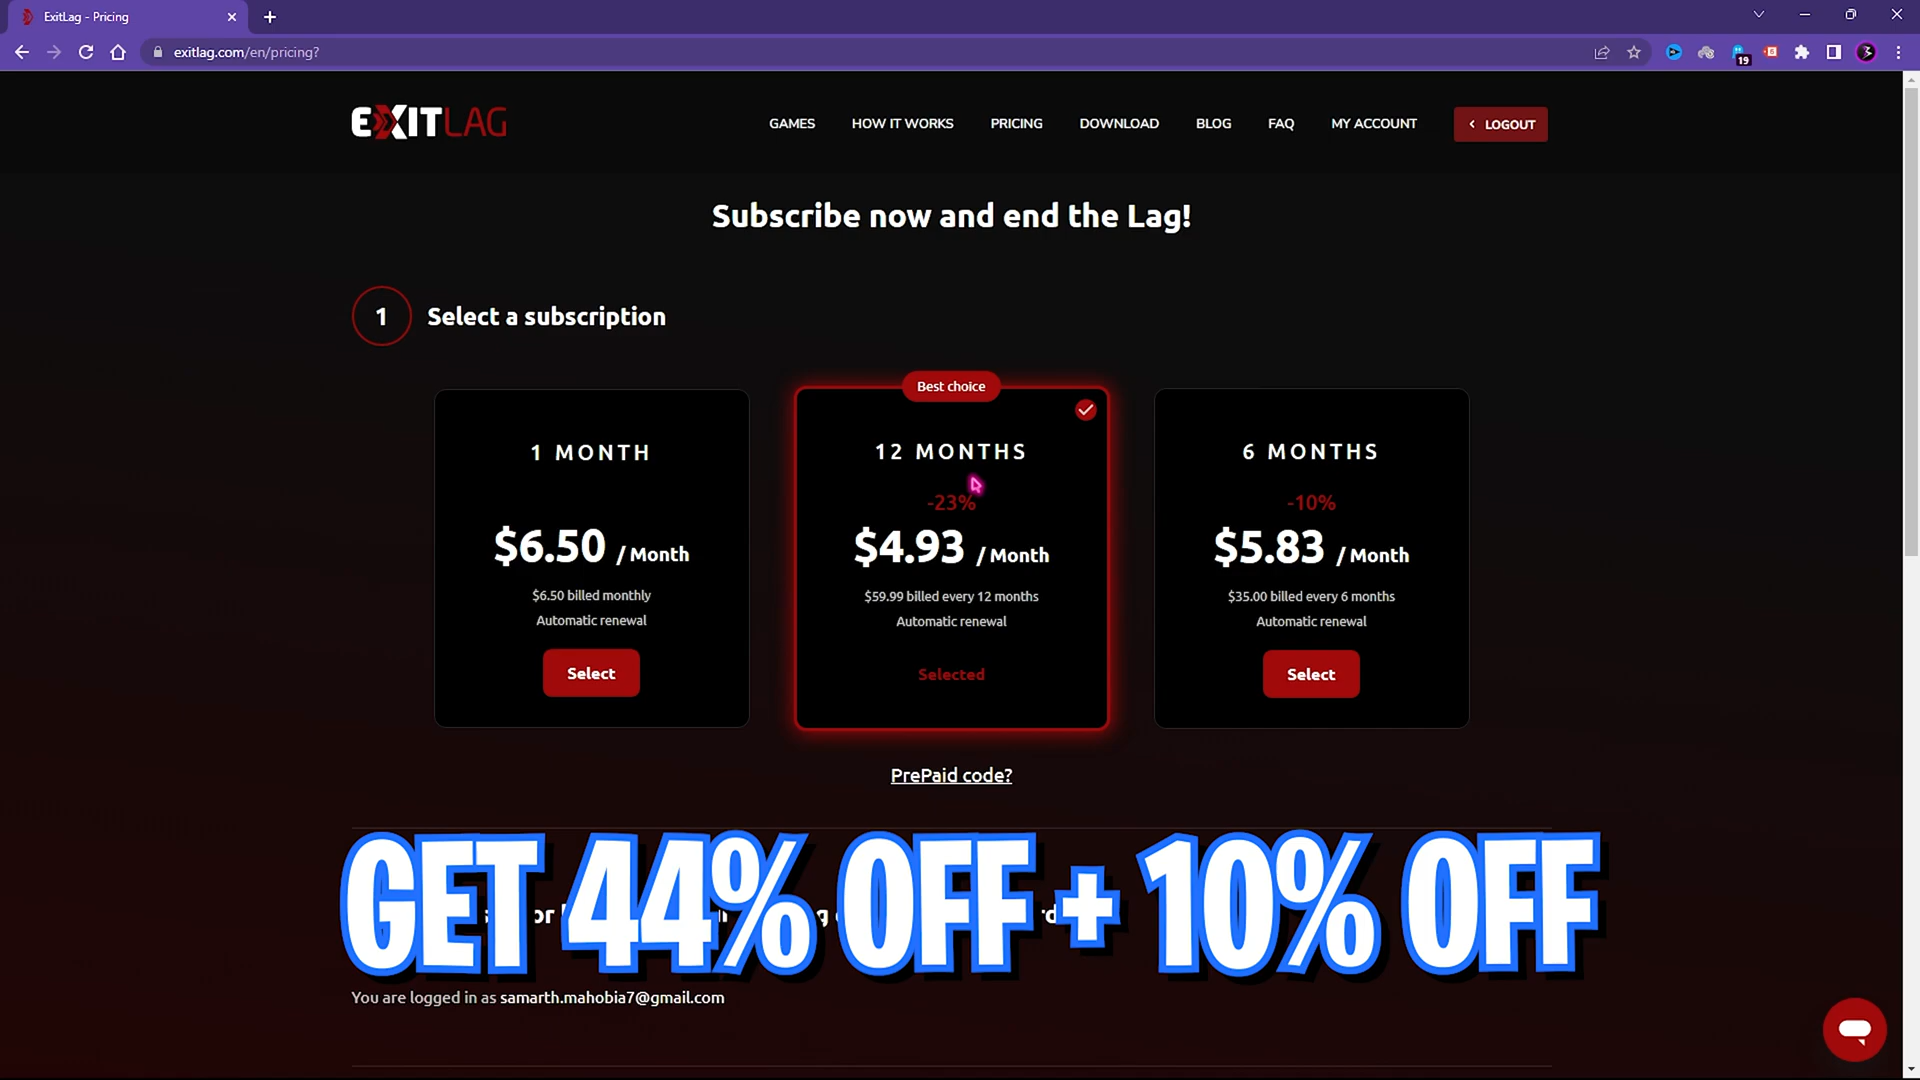 ExitLag - Pricing
exitlag.com/en/pricing?
19
EXITLAG
GAMES HOW IT WORKS PRICING DOWNLOAD BLOG FAQ MY ACCOUNT LOGOUT
Subscribe now and end the Lag!
1 Select a subscription
1 MONTH
$6.50 / Month
$6.50 billed monthly
Automatic renewal
Select
Best choice
12 MONTHS
-23%
$4.93 / Month
$59.99 billed every 12 months
Automatic renewal
Selected
6 MONTHS
-10%
$5.83 / Month
$35.00 billed every 6 months
Automatic renewal
Select
PrePaid code?
GET 44% OFF + 10% OFF
You are logged in as samarth.mahobia7@gmail.com